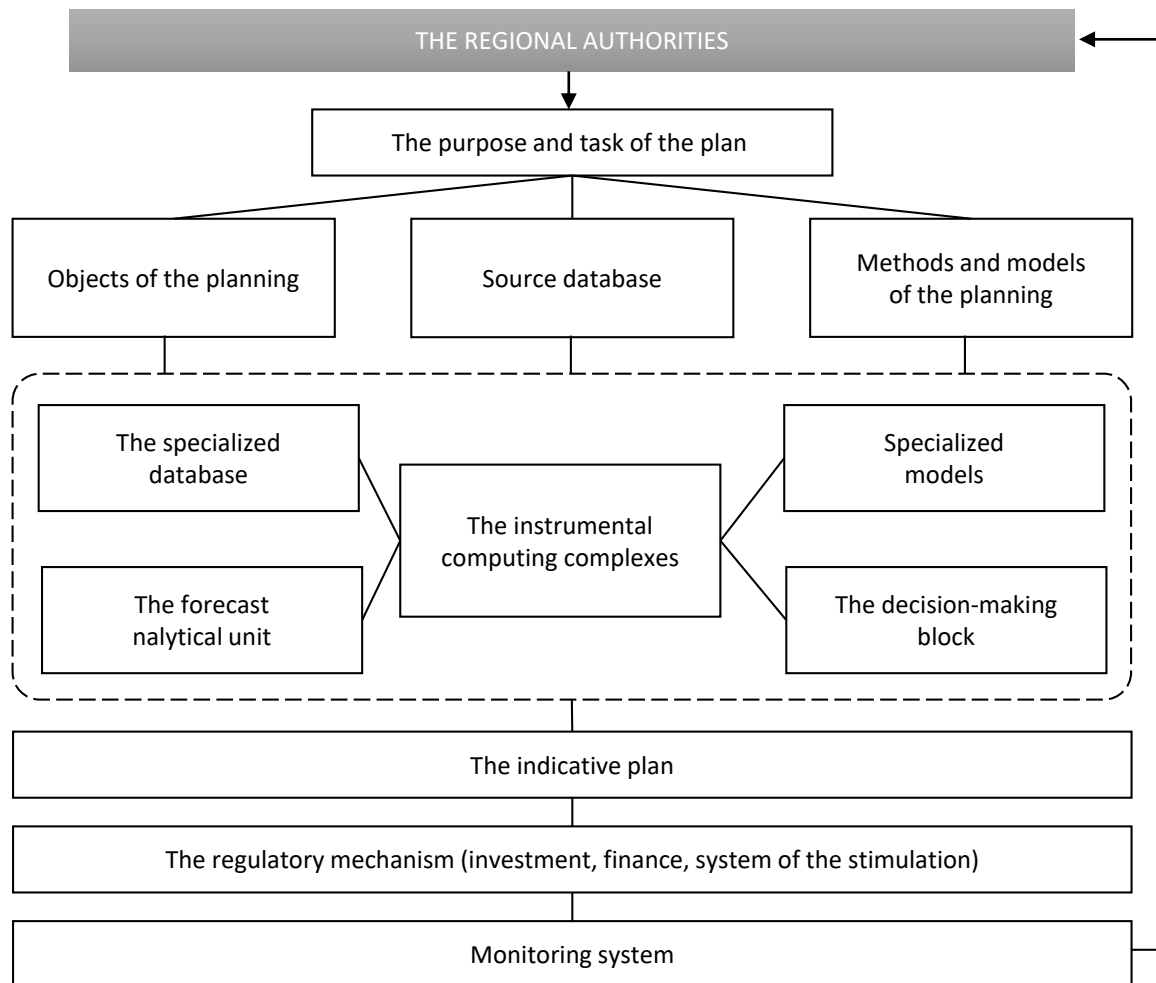 THE REGIONAL AUTHORITIES
The purpose and task of the plan
Objects of the planning
Source database
Methods and models
of the planning
The specialized
database
Specialized
models
The instrumental
computing complexes
The forecast
nalytical unit
The decision-making
block
The indicative plan
The regulatory mechanism (investment, finance, system of the stimulation)
Monitoring system